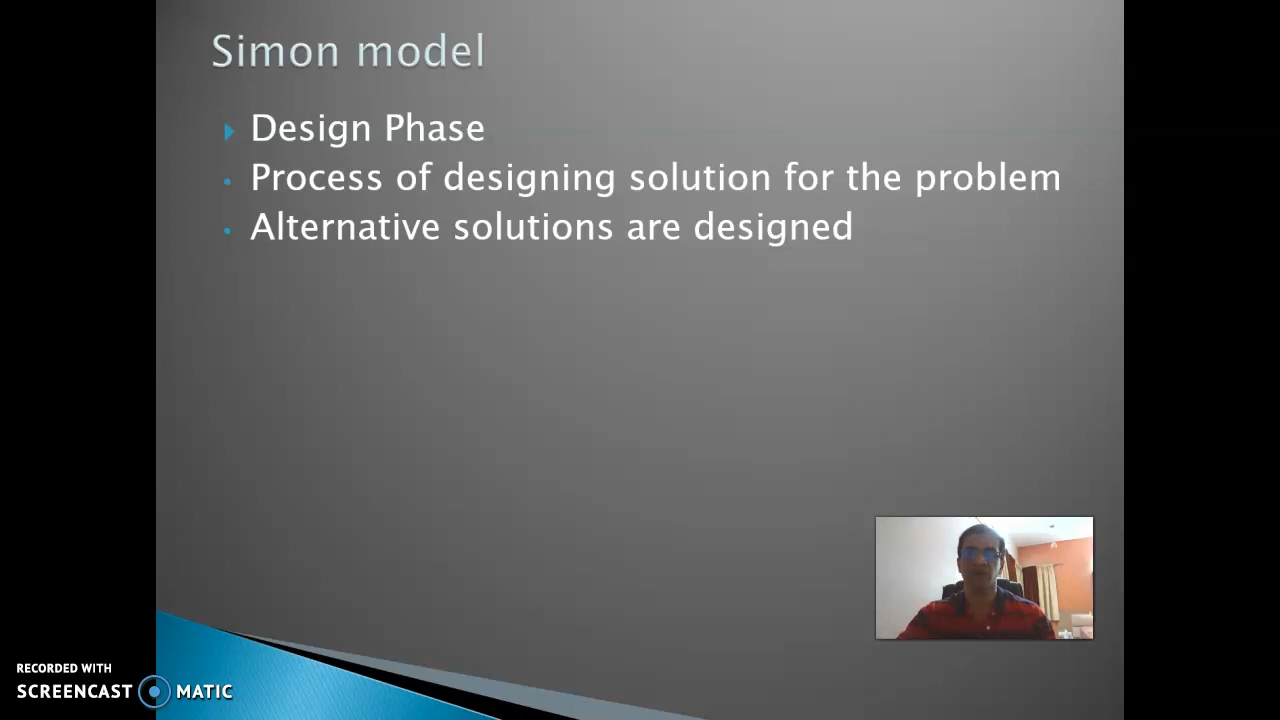 Simon model
Design Phase
Process of designing solution for the problem
Alternative solutions are designed
RECORDED WITH
SCREENCAST MATIC